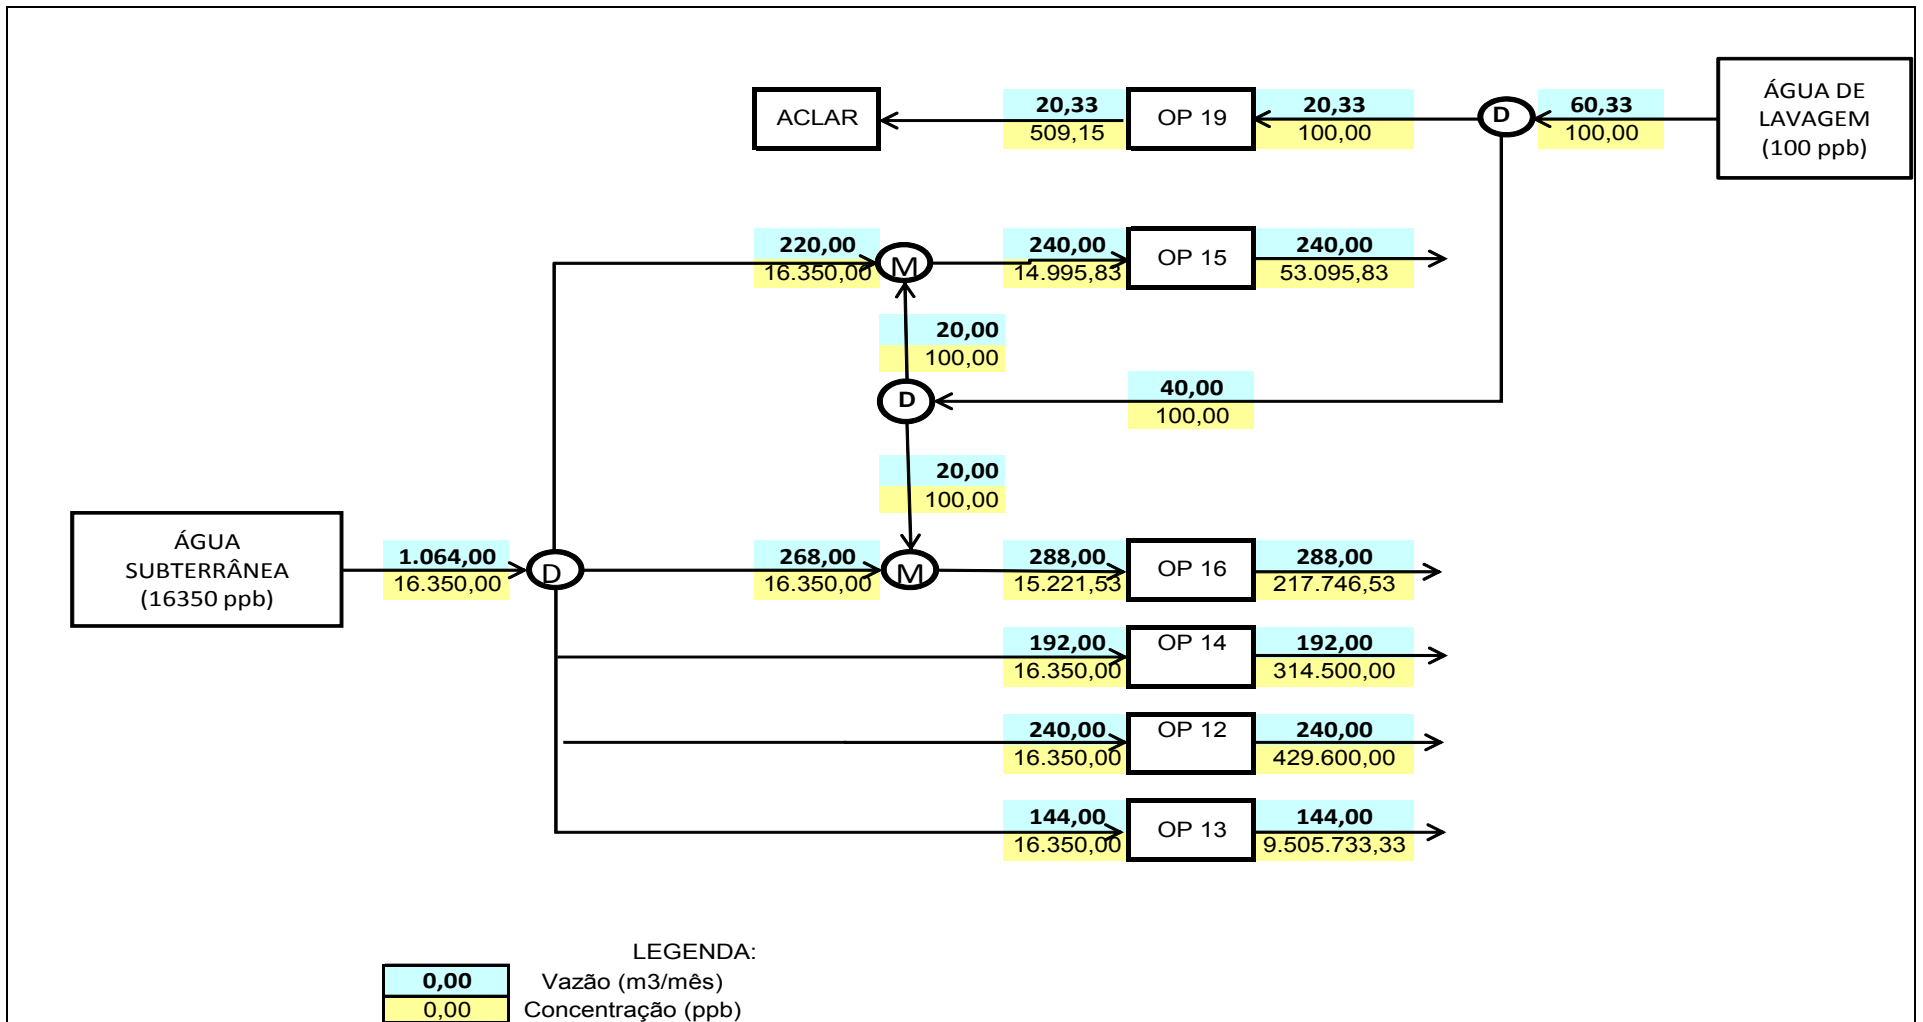 ACLAR
20,33
509,15
OP 19
20,33
100,00
D
60,33
100,00
ÁGUA DE
LAVAGEM
(100 ppb)
220,00
16.350,00
M
240,00
14.995,83
OP 15
240,00
53.095,83
20,00
100,00
D
40,00
100,00
20,00
100,00
ÁGUA
SUBTERRÂNEA
(16350 ppb)
1.064,00
16.350,00
D
268,00
16.350,00
M
288,00
15.221,53
OP 16
288,00
217.746,53
192,00
16.350,00
OP 14
192,00
314.500,00
240,00
16.350,00
OP 12
240,00
429.600,00
144,00
16.350,00
OP 13
144,00
9.505.733,33
LEGENDA:
0,00
Vazão (m3/mês)
0,00
Concentração (ppb)